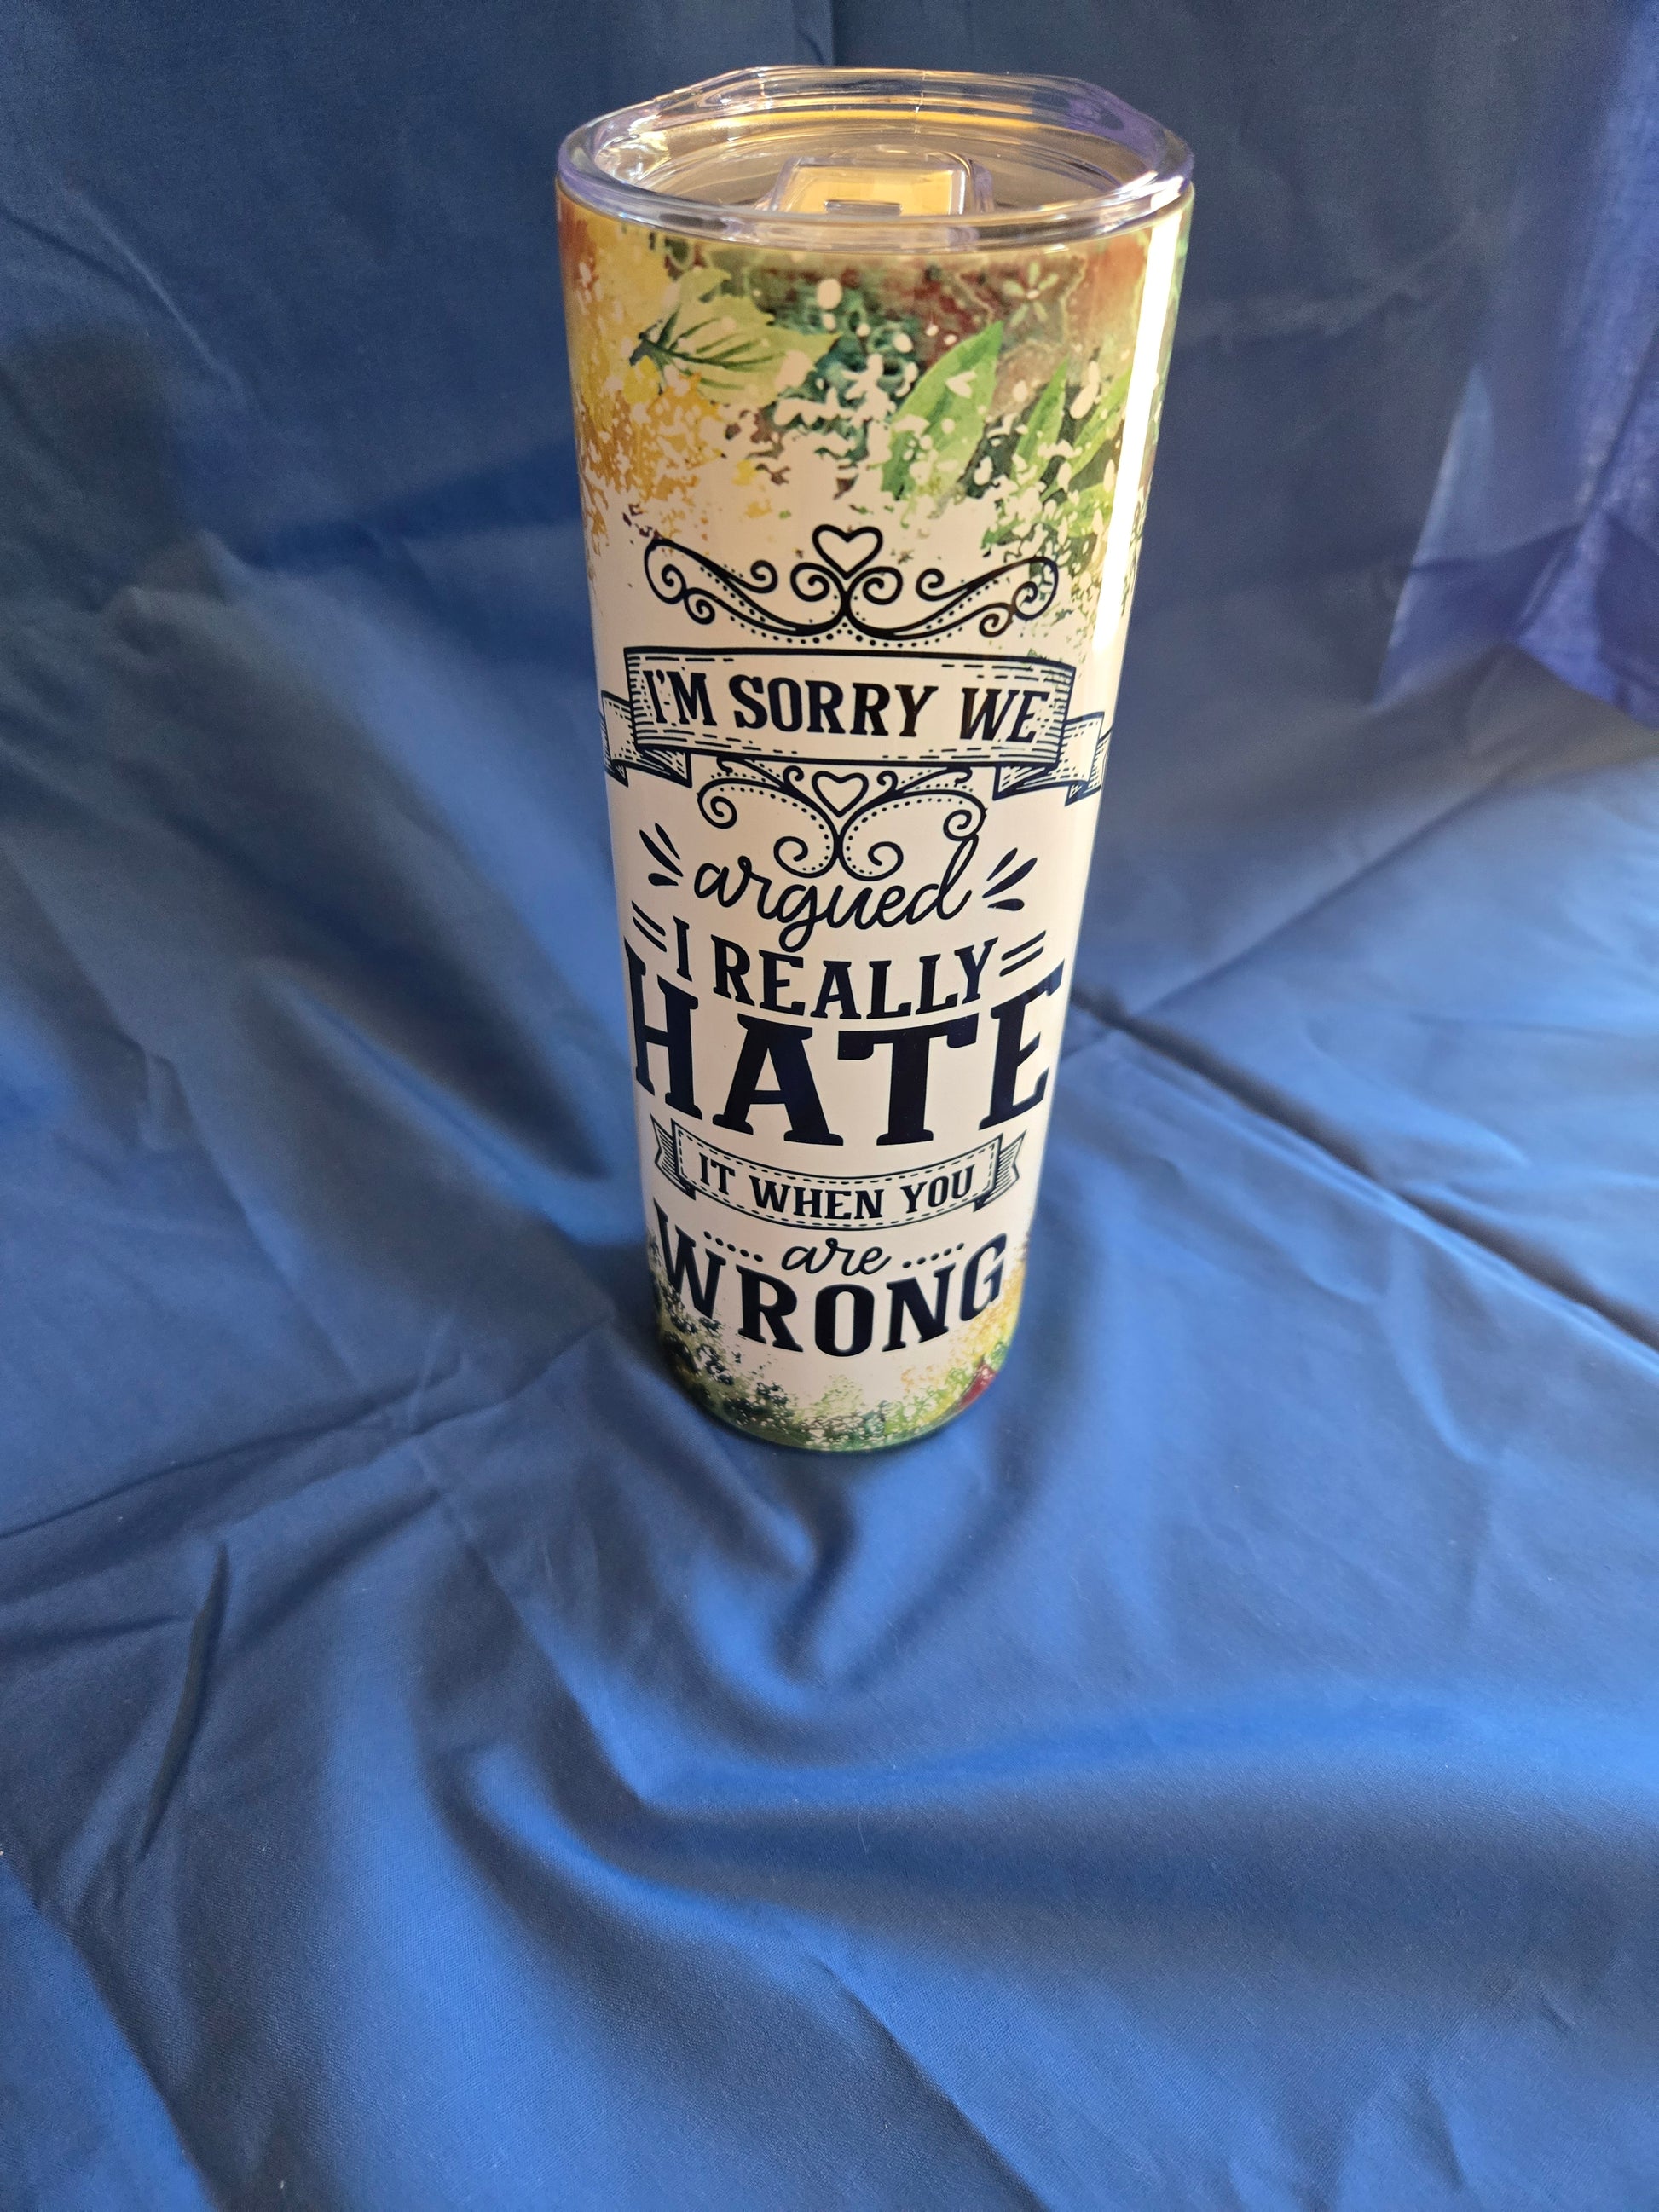 I'M SORRY WE
argued
I REALLY
HATE
IT WHEN YOU
are
WRONG